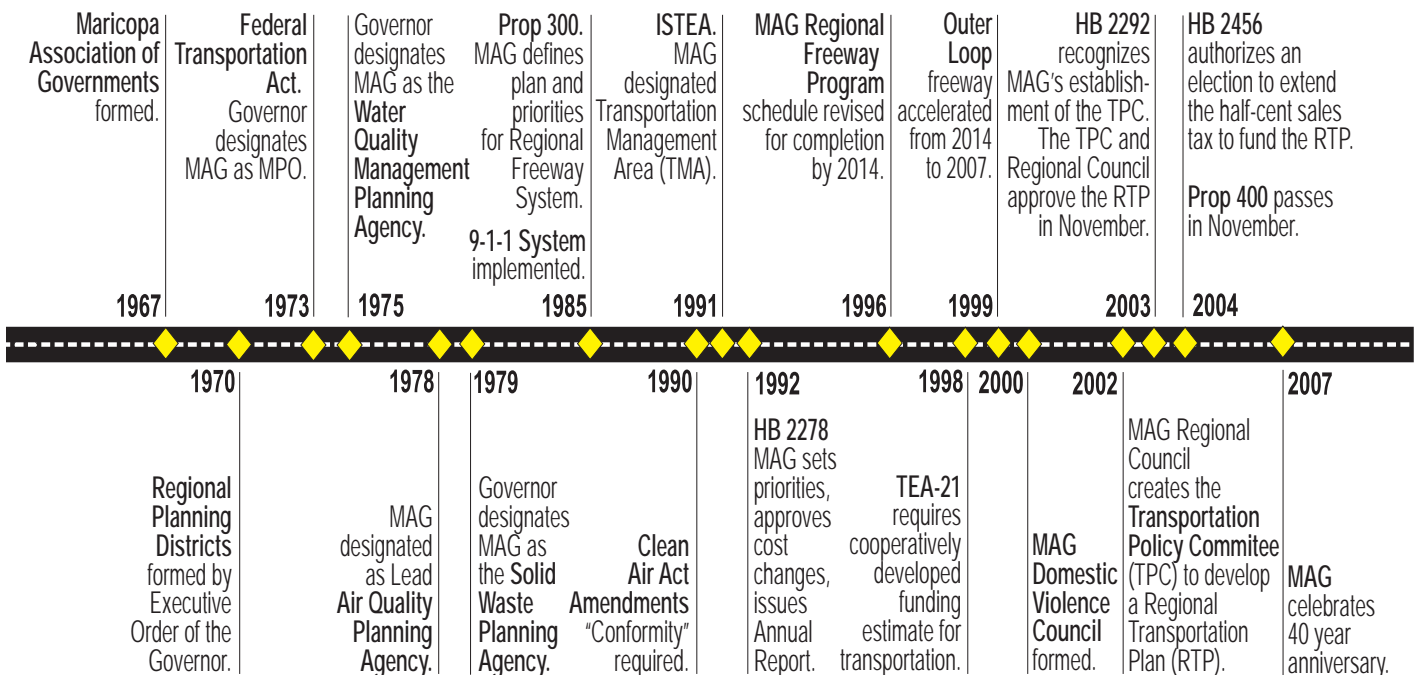 Maricopa
Association of
Governments
formed.
1967
Federal
Transportation
Act.
Governor
designates
MAG as MPO.
1973
Governor
designates
MAG as the
Water
Quality
Management
Planning
Agency.
1975
Prop 300.
MAG defines
plan and
priorities
for Regional
Freeway
System.
9-1-1 System
implemented.
1985
ISTEA.
MAG
designated
Transportation
Management
Area (TMA).
1991
MAG Regional
Freeway
Program
schedule revised
for completion
by 2014.
1996
Outer
Loop
freeway
accelerated
from 2014
to 2007.
1999
HB 2292
recognizes
MAG's establish-
ment of the TPC.
The TPC and
Regional Council
approve the RTP
in November.
2003
HB 2456
authorizes an
election to extend
the half-cent sales
tax to fund the RTP.
Prop 400 passes
in November.
2004
1970
Regional
Planning
Districts
formed by
Executive
Order of the
Governor.
1978
MAG
designated
as Lead
Air Quality
Planning
Agency.
1979
Governor
designates
MAG as
the Solid
Waste
Planning
Agency.
1990
Clean
Air Act
Amendments
"Conformity"
required.
1992
HB 2278
MAG sets
priorities,
approves
cost
changes,
issues
Annual
Report.
1998
TEA-21
requires
cooperatively
developed
funding
estimate for
transportation.
2000
MAG
Domestic
Violence
Council
formed.
2002
MAG Regional
Council
creates the
Transportation
Policy Commitee
(TPC) to develop
a Regional
Transportation
Plan (RTP).
2007
MAG
celebrates
40 year
anniversary.